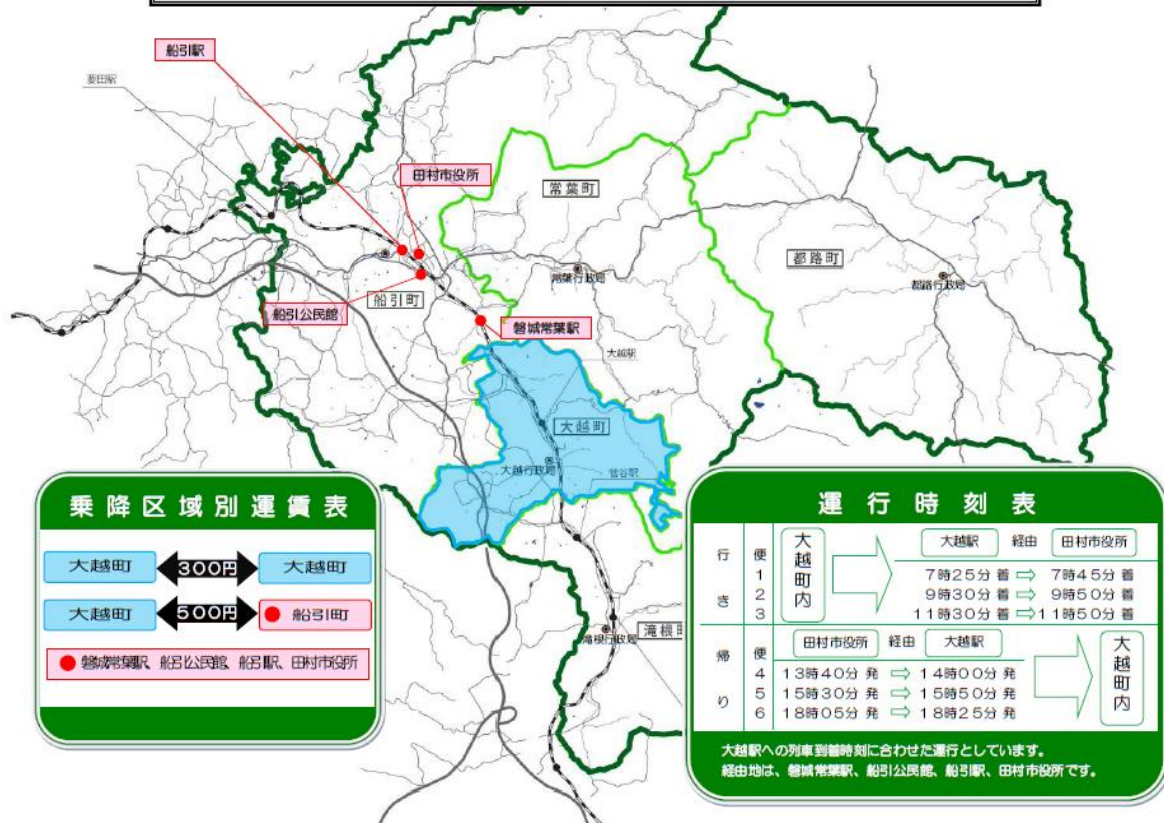 船引駅
要田駅
田村市役所
常葉町
都路町
常葉行政局
都路行政局
船引町
船引公民館
磐城常葉駅
大越駅
大越町
大越行政局
菅谷駅
滝根町
滝根行政局
乗降区域別運賃表
大越町 300円 大越町
大越町 500円 船引町
磐城常葉駅、船引公民館、船引駅、田村市役所
運行時刻表
行き 便 大越町内 大越駅 経由 田村市役所
1 7時25分 着 ⇨ 7時45分 着
2 9時30分 着 ⇨ 9時50分 着
3 11時30分 着 ⇨ 11時50分 着
帰り 便 田村市役所 経由 大越駅 大越町内
4 13時40分 発 ⇨ 14時00分 発
5 15時30分 発 ⇨ 15時50分 発
6 18時05分 発 ⇨ 18時25分 発
大越駅への列車到着時刻に合わせた運行としています。
経由地は、磐城常葉駅、船引公民館、船引駅、田村市役所です。